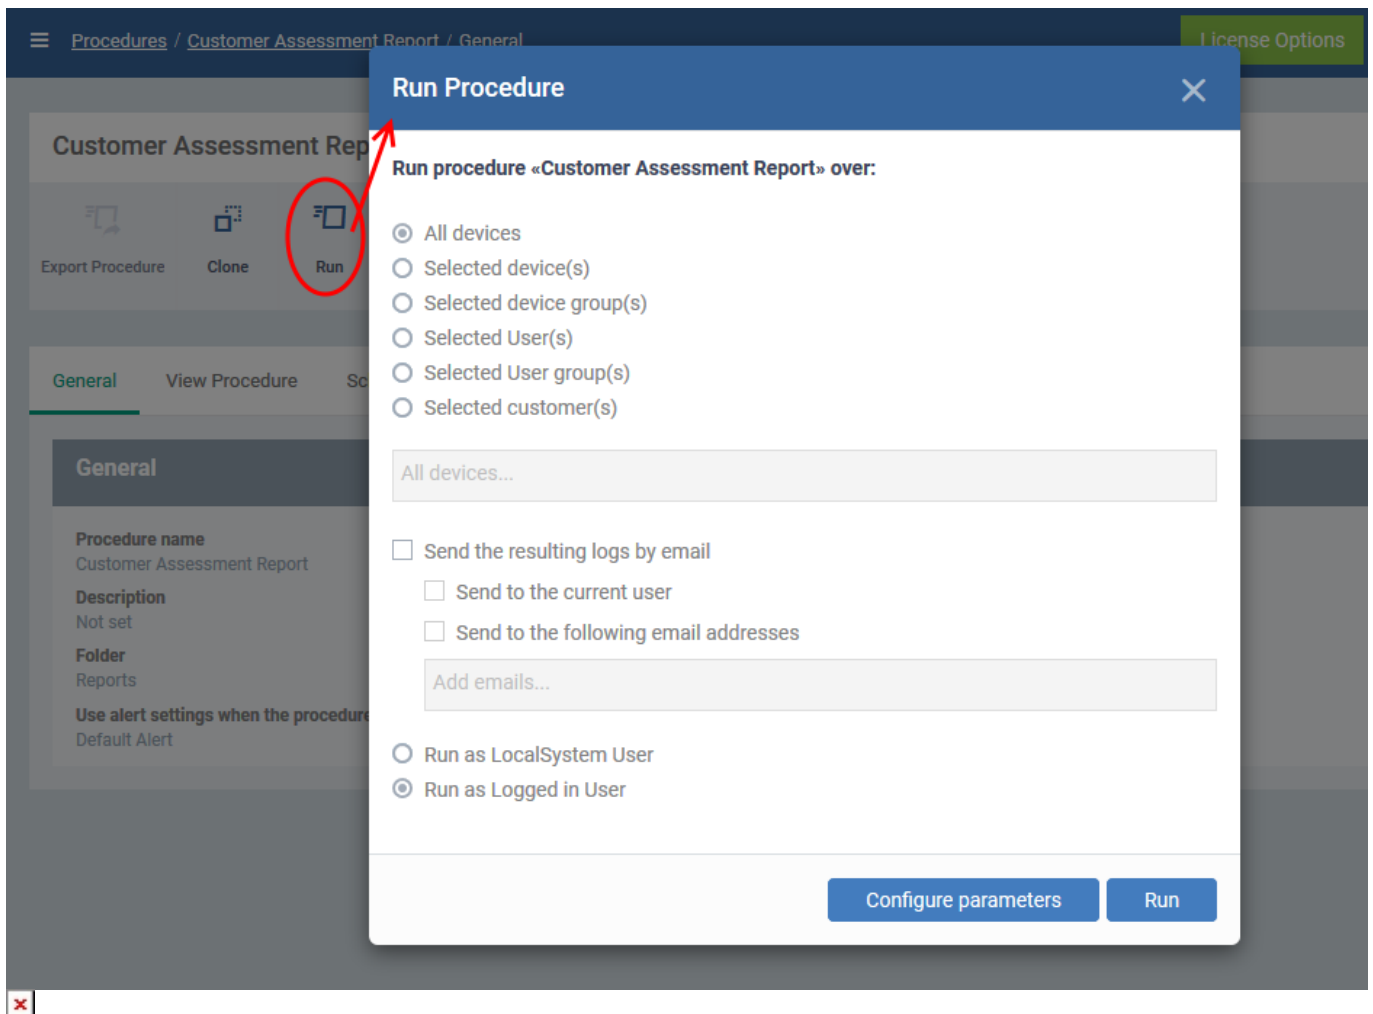 Procedures / Customer Assessment Report / General
License Options
Run Procedure
Customer Assessment Rep
Run procedure «Customer Assessment Report» over:
Export Procedure
Clone
Run
All devices
Selected device(s)
Selected device group(s)
Selected User(s)
Selected User group(s)
Selected customer(s)
General
View Procedure
Sc
General
All devices...
Procedure name
Customer Assessment Report
Description
Not set
Folder
Reports
Use alert settings when the procedure
Default Alert
Send the resulting logs by email
Send to the current user
Send to the following email addresses
Add emails...
Run as LocalSystem User
Run as Logged in User
Configure parameters
Run